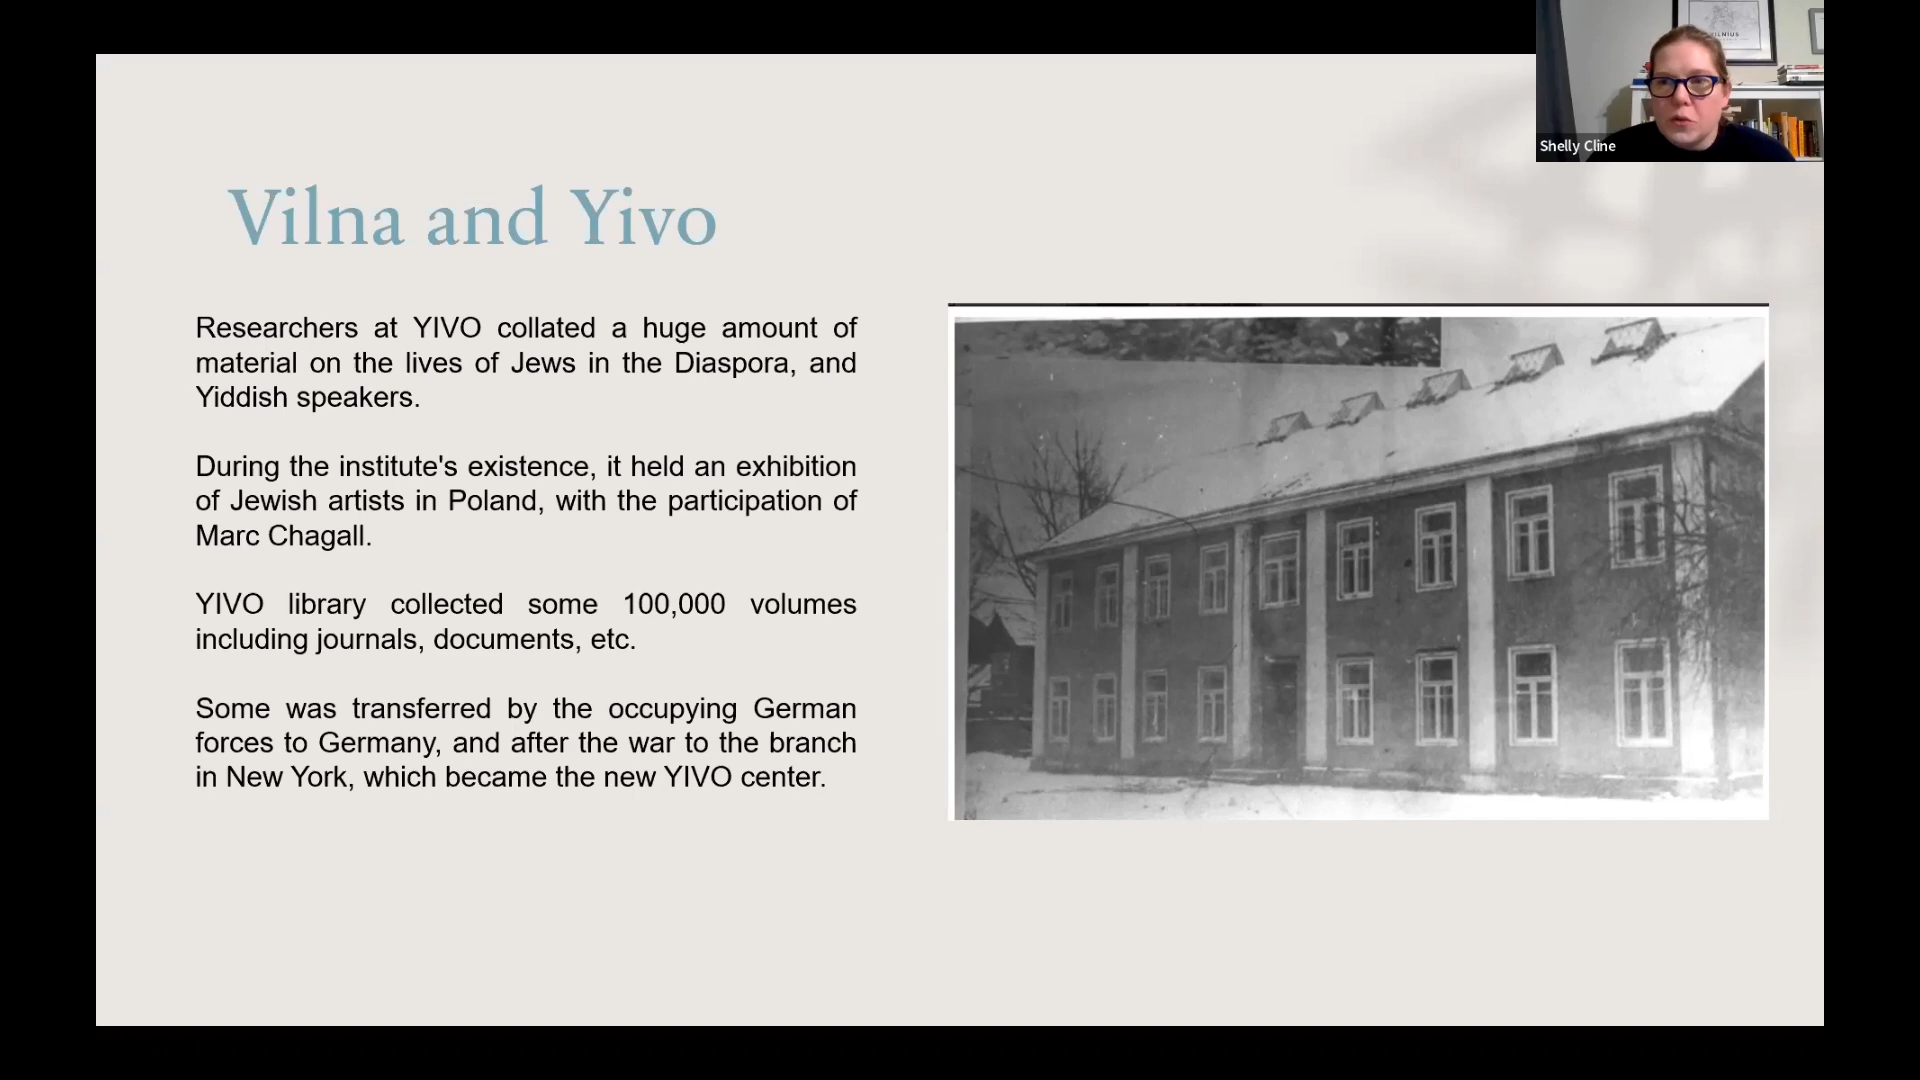 VILNIUS
Shelly Cline
Vilna and Yivo
Researchers at YIVO collated a huge amount of
material on the lives of Jews in the Diaspora, and
Yiddish speakers.
During the institute's existence, it held an exhibition
of Jewish artists in Poland, with the participation of
Marc Chagall.
YIVO library collected some 100,000 volumes
including journals, documents, etc.
Some was transferred by the occupying German
forces to Germany, and after the war to the branch
in New York, which became the new YIVO center.